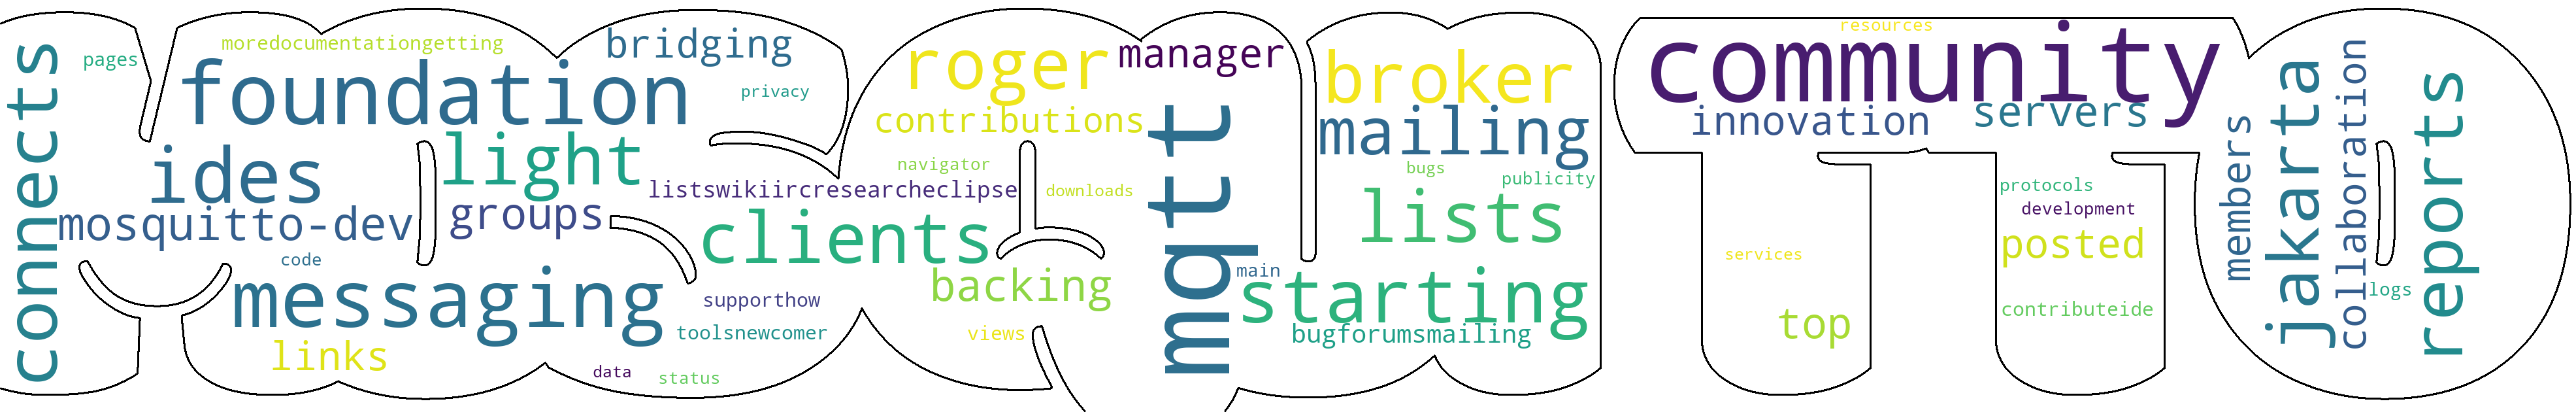 connects
pages
moredocumentationgetting
bridging
foundation
privacy
ides
light
mosquitto-dev
groups
listswikiircresearcheclipse
code
messaging
clients
supporthow
toolsnewcomer
links
data
status
roger
manager
contributions
navigator
downloads
mqtt
backing
views
broker
mailing
bugs
publicity
lists
main
starting
bugforumsmailing
resources
community
innovation
servers
protocols
development
posted
services
contributeide
top
members
jakarta
collaboration
logs
reports